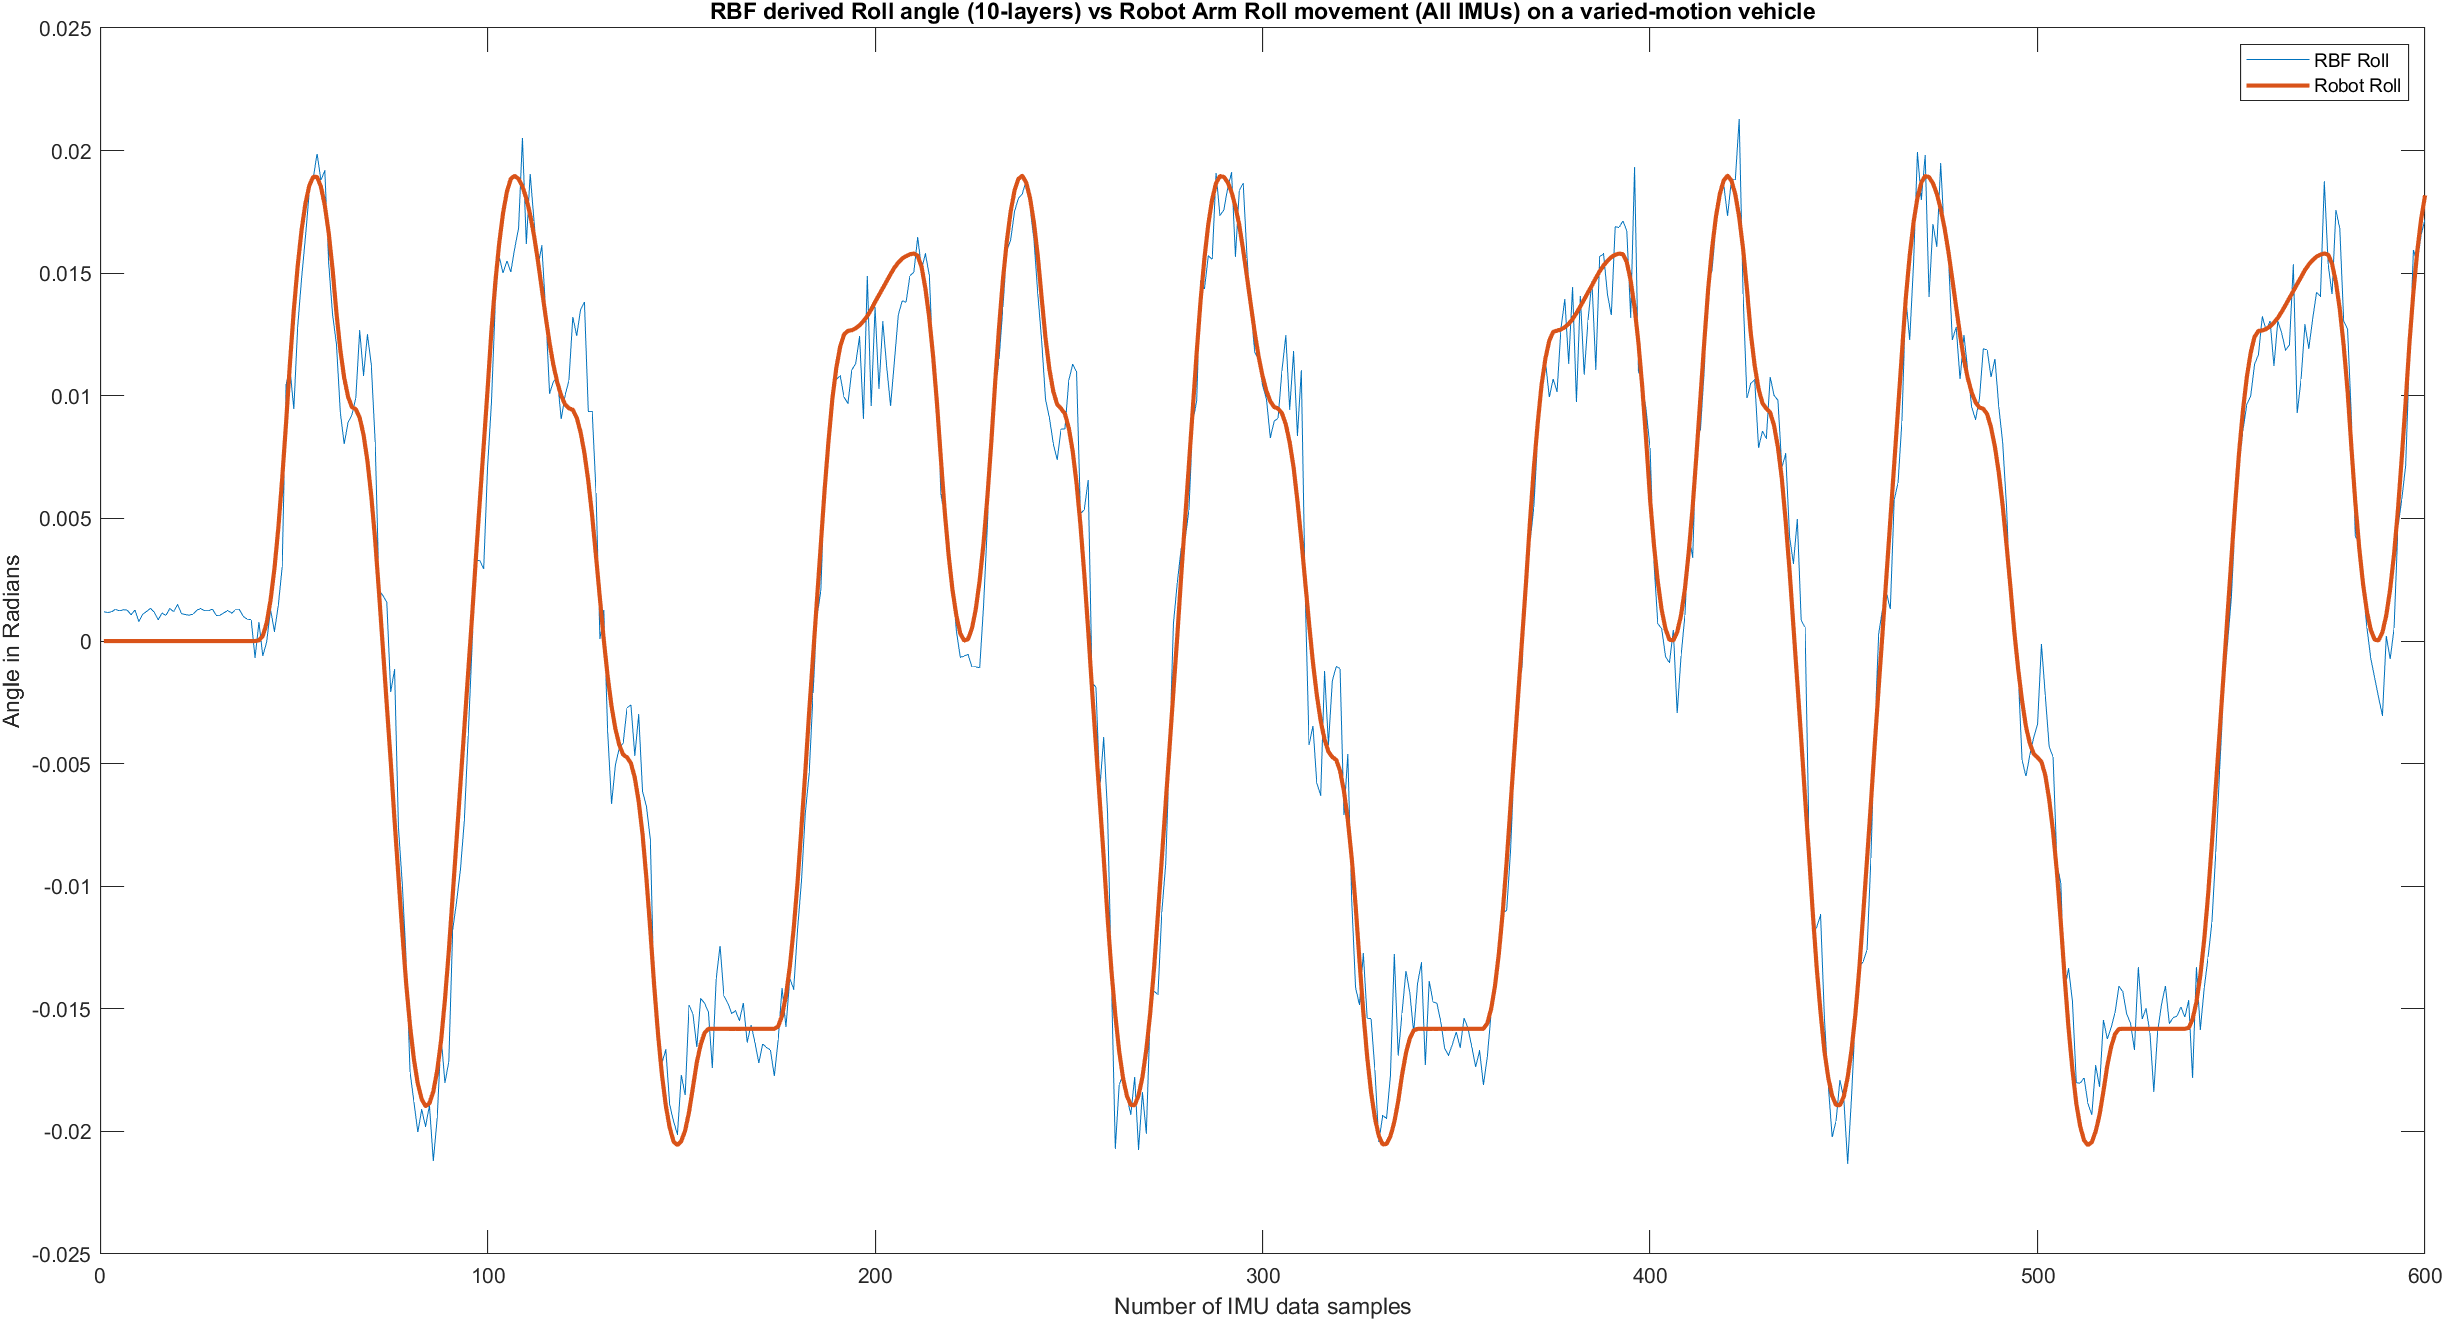 RBF derived Roll angle (10-layers) vs Robot Arm Roll movement (All IMUs) on a varied-motion vehicle
RBF Roll
Robot Roll
Angle in Radians
0.025
0.02
0.015
0.01
0.005
0
-0.005
-0.01
-0.015
-0.02
-0.025
0 100 200 300 400 500 600
Number of IMU data samples